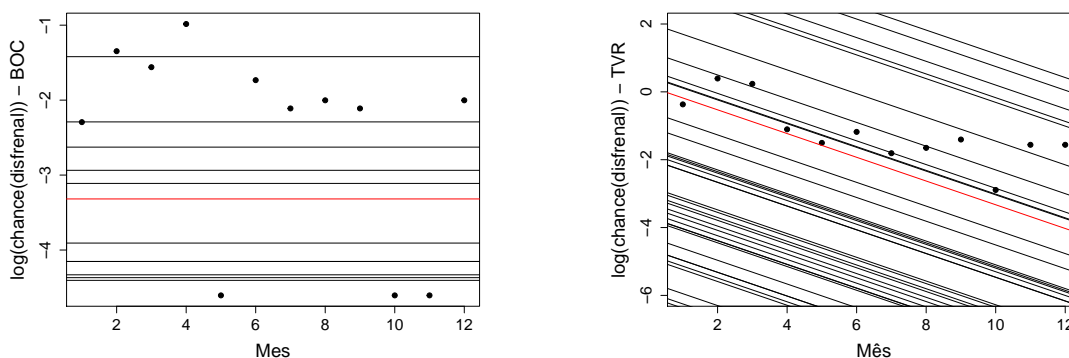 log(chance(disfrenal)) − BOC
-1
-2
-3
-4
2 4 6 8 10 12
Mes
log(chance(disfrenal)) − TVR
2
0
-2
-4
-6
2 4 6 8 10 12
Mês